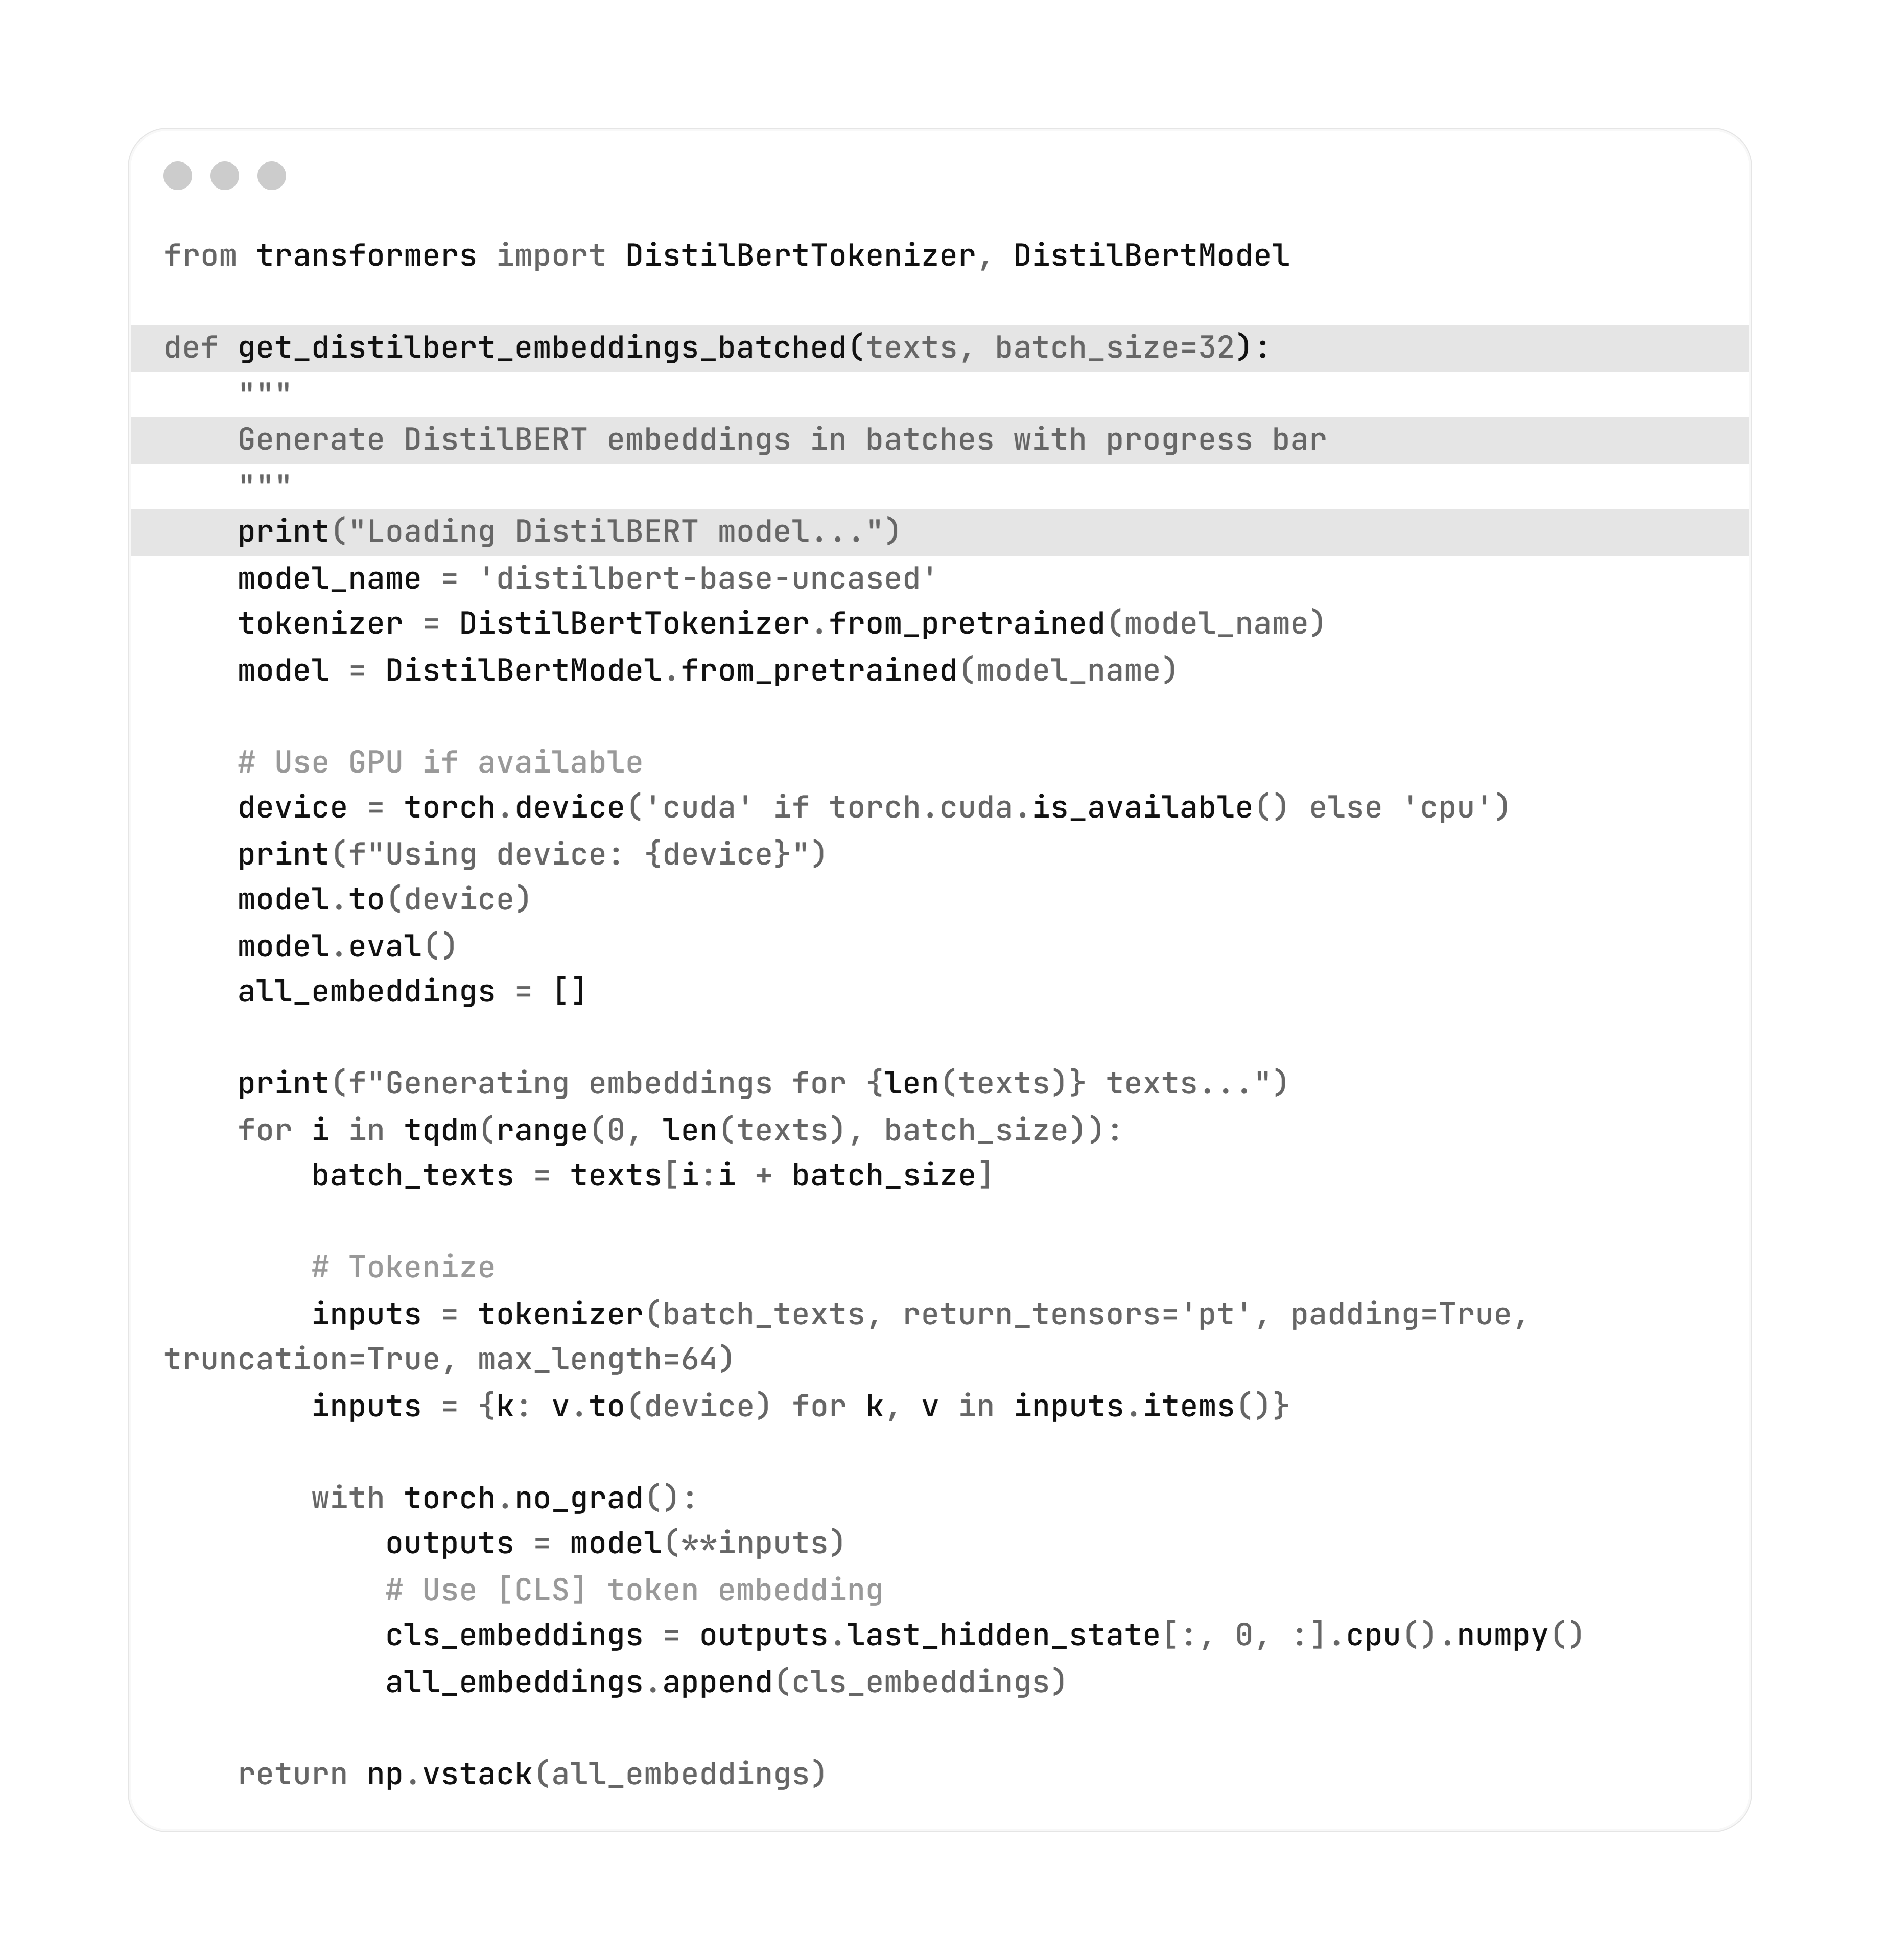 from transformers import DistilBertTokenizer, DistilBertModel

def get_distilbert_embeddings_batched(texts, batch_size=32):
    """
    Generate DistilBERT embeddings in batches with progress bar
    """
    print("Loading DistilBERT model...")
    model_name = 'distilbert-base-uncased'
    tokenizer = DistilBertTokenizer.from_pretrained(model_name)
    model = DistilBertModel.from_pretrained(model_name)

    # Use GPU if available
    device = torch.device('cuda' if torch.cuda.is_available() else 'cpu')
    print(f"Using device: {device}")
    model.to(device)
    model.eval()
    all_embeddings = []

    print(f"Generating embeddings for {len(texts)} texts...")
    for i in tqdm(range(0, len(texts), batch_size)):
        batch_texts = texts[i:i + batch_size]

        # Tokenize
        inputs = tokenizer(batch_texts, return_tensors='pt', padding=True,
truncation=True, max_length=64)
        inputs = {k: v.to(device) for k, v in inputs.items()}

        with torch.no_grad():
            outputs = model(**inputs)
            # Use [CLS] token embedding
            cls_embeddings = outputs.last_hidden_state[:, 0, :].cpu().numpy()
            all_embeddings.append(cls_embeddings)

    return np.vstack(all_embeddings)